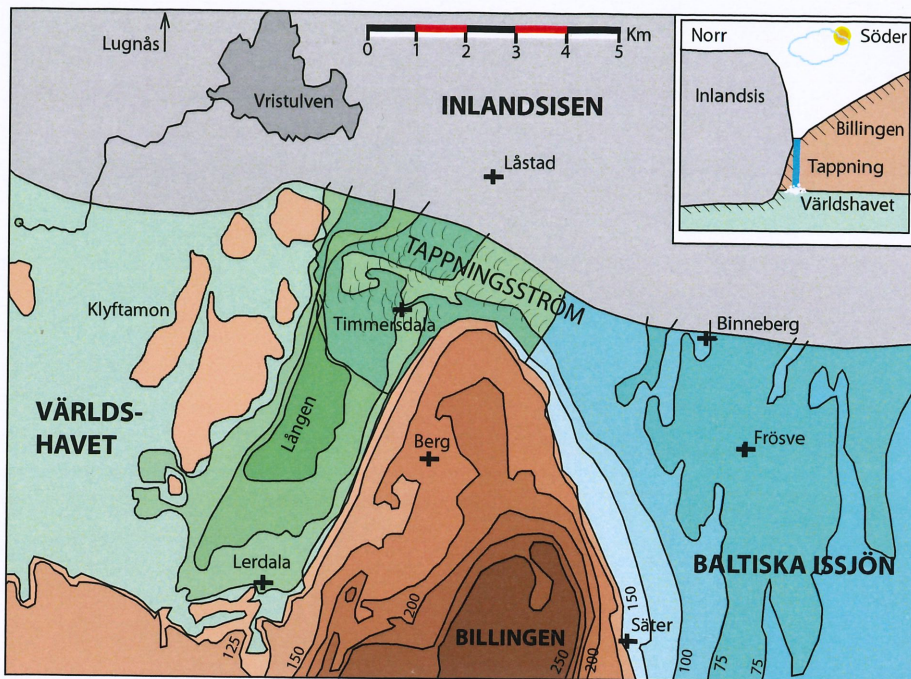 Lugnås
0 1 2 3 4 5 Km
Vristulven
INLANDSISEN
Låstad
Norr
Söder
Inlandsis
Billingen
Tappning
Världshavet
TAPPNINGSSTRÖM
Klyftamon
Timmersdala
Binneberg
VÄRLDS-
HAVET
Lången
Berg
Frösve
Lerdala
BALTISKA ISSJÖN
BILLINGEN
Säter
125
150
200
250
200
150
100
75
75